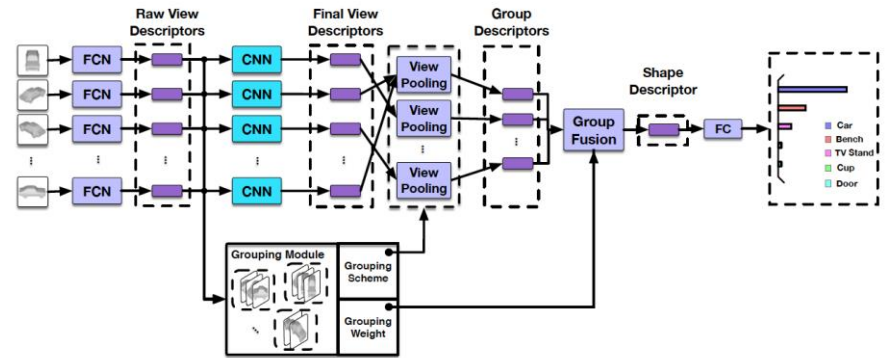 Raw View
Descriptors
Final View
Descriptors
Group
Descriptors
FCN
CNN
View
Pooling
FCN
CNN
View
Pooling
FCN
CNN
View
Pooling
FCN
CNN
Group
Fusion
Shape
Descriptor
FC
Car
Bench
TV Stand
Cup
Door
Grouping Module
Grouping
Scheme
Grouping
Weight